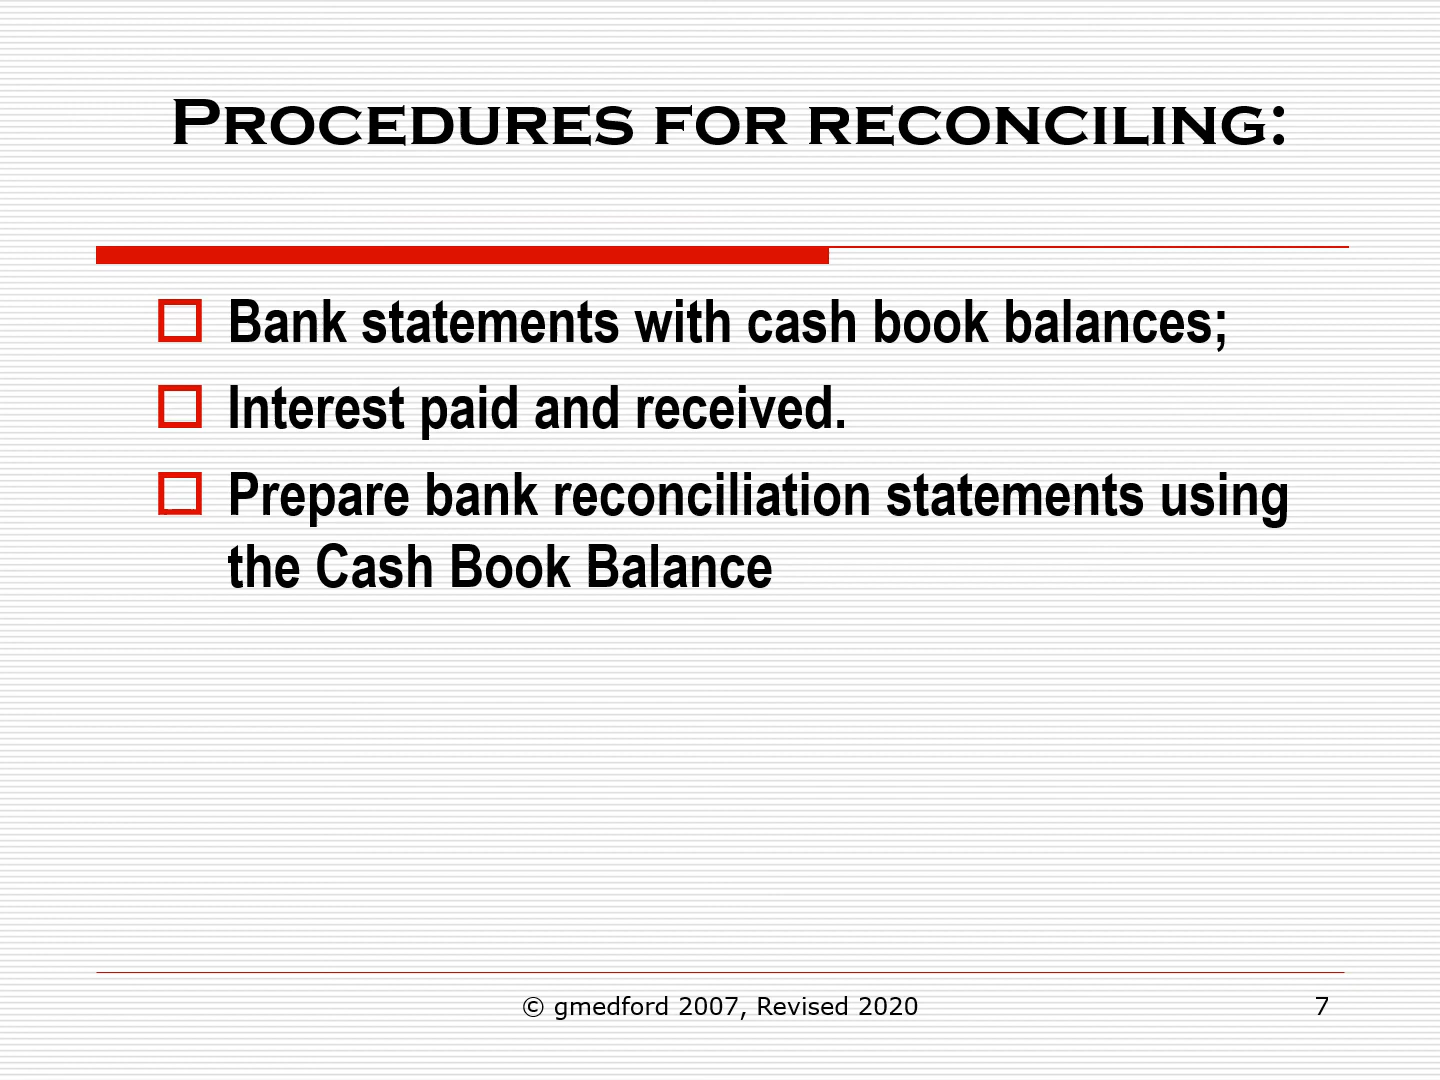 Procedures for reconciling:
Bank statements with cash book balances;
Interest paid and received.
Prepare bank reconciliation statements using
the Cash Book Balance
© gmedford 2007, Revised 2020
7